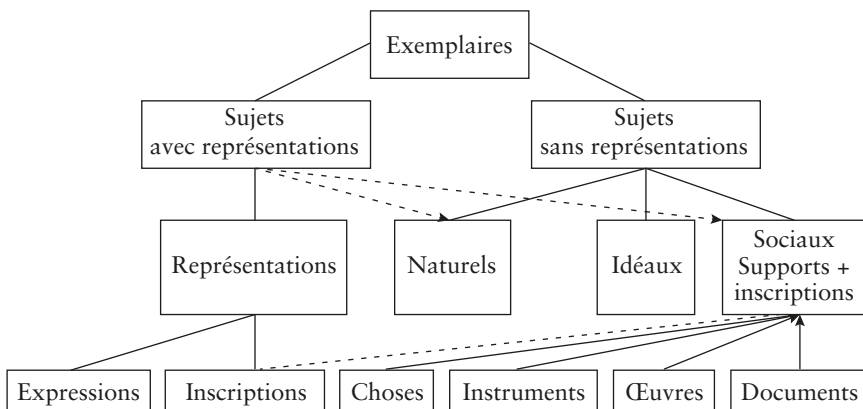 Exemplaires
Sujets
avec représentations
Sujets
sans représentations
Représentations
Naturels
Idéaux
Sociaux
Supports +
inscriptions
Expressions
Inscriptions
Choses
Instruments
Œuvres
Documents